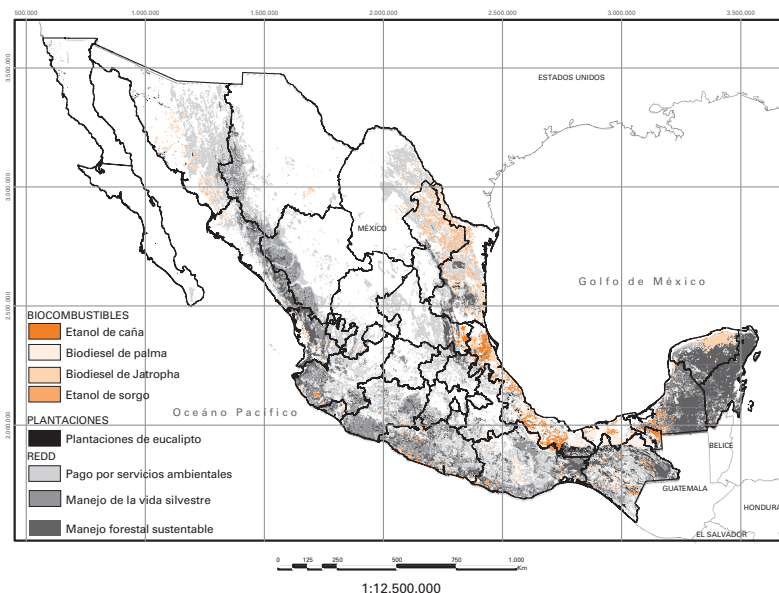 500.000 1.000.000 1.500.000 2.000.000 2.500.000 3.000.000 3.500.000
3.500.000
ESTADOS UNIDOS
3.000.000
MÉXICO
Golfo de México
2.500.000
BIOCOMBUSTIBLES
Etanol de caña
Biodiesel de palma
Biodiesel de Jatropha
Etanol de sorgo
Oceáno Pacífico
PLANTACIONES
2.000.000
Plantaciones de eucalipto
BELICE
REDD
Pago por servicios ambientales
Manejo de la vida silvestre
GUATEMALA
HONDURA
Manejo forestal sustentable
EL SALVADOR
0 125 250 500 750 1.000
Km
1:12.500.000